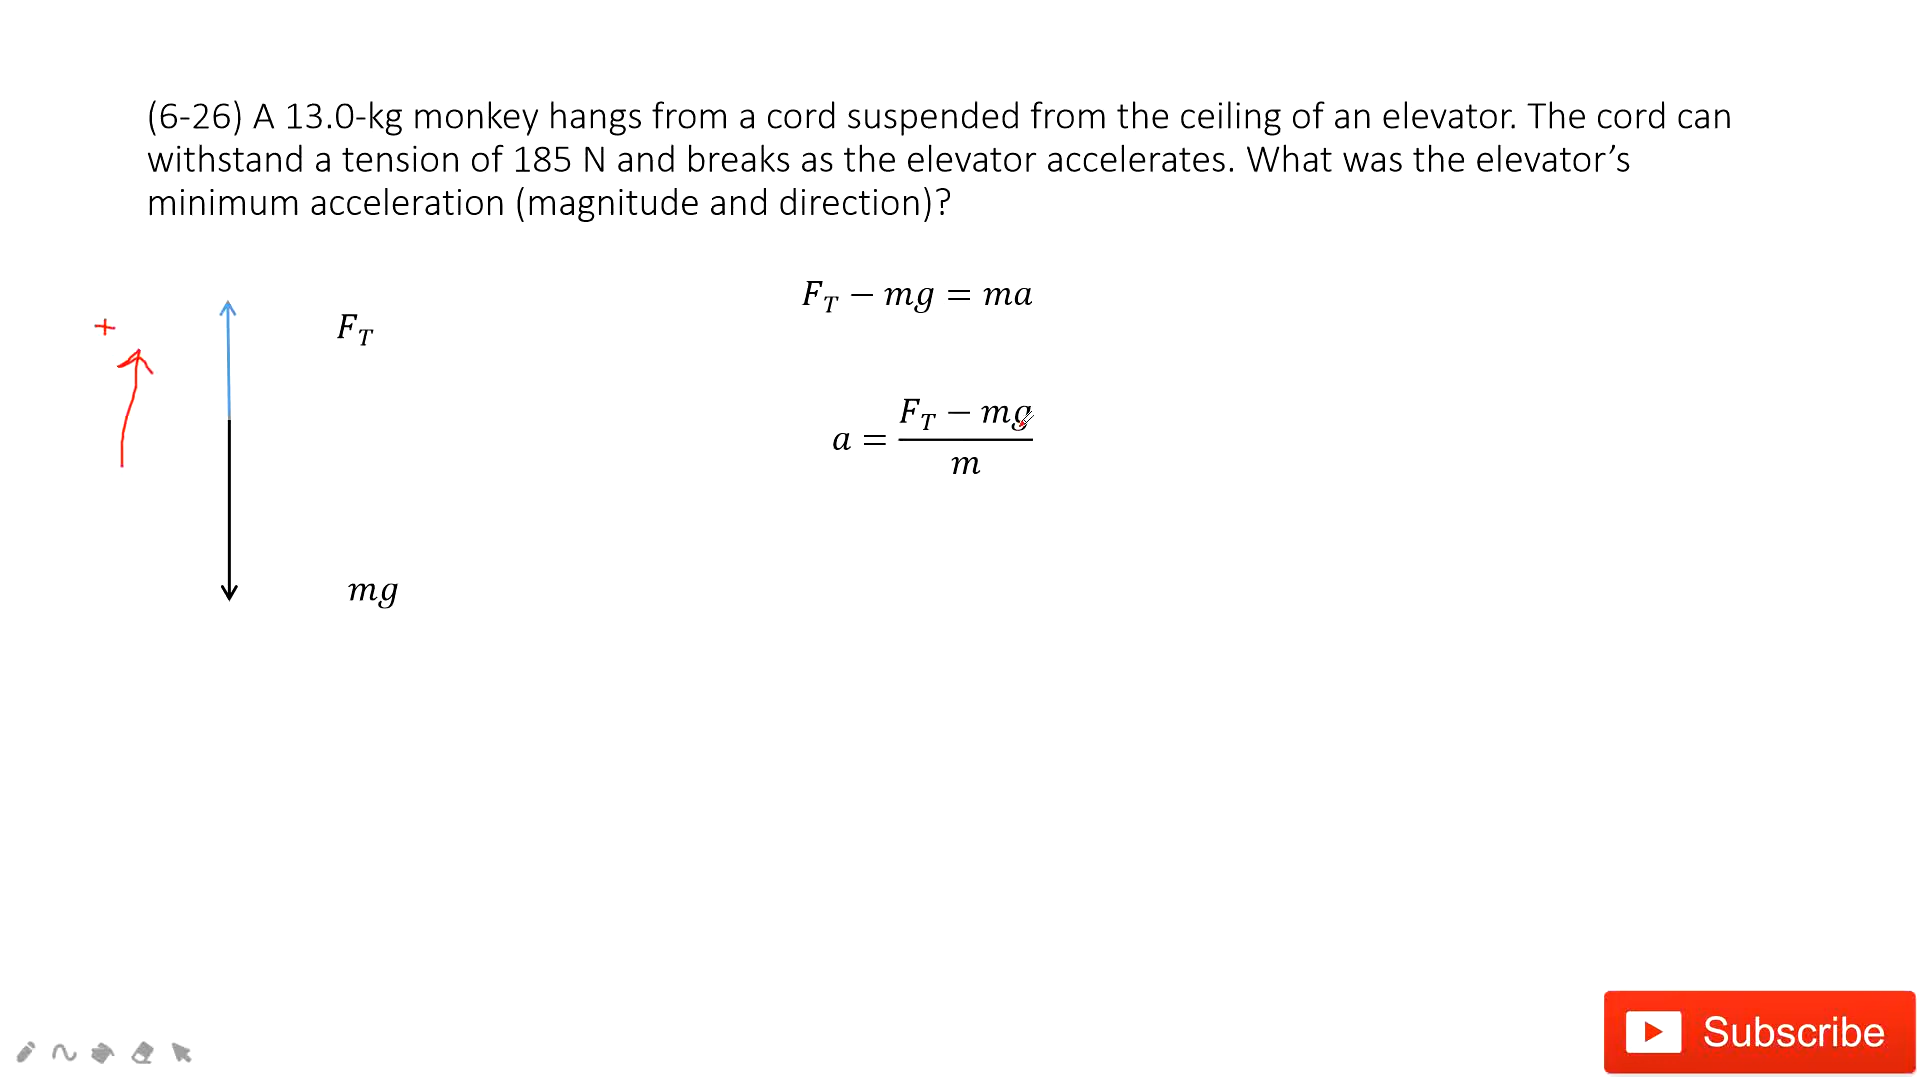 (6-26) A 13.0-kg monkey hangs from a cord suspended from the ceiling of an elevator. The cord can
withstand a tension of 185 N and breaks as the elevator accelerates. What was the elevator’s
minimum acceleration (magnitude and direction)?
F_T − mg = ma
+
F_T
a = (F_T − mg)/m
mg
Subscribe